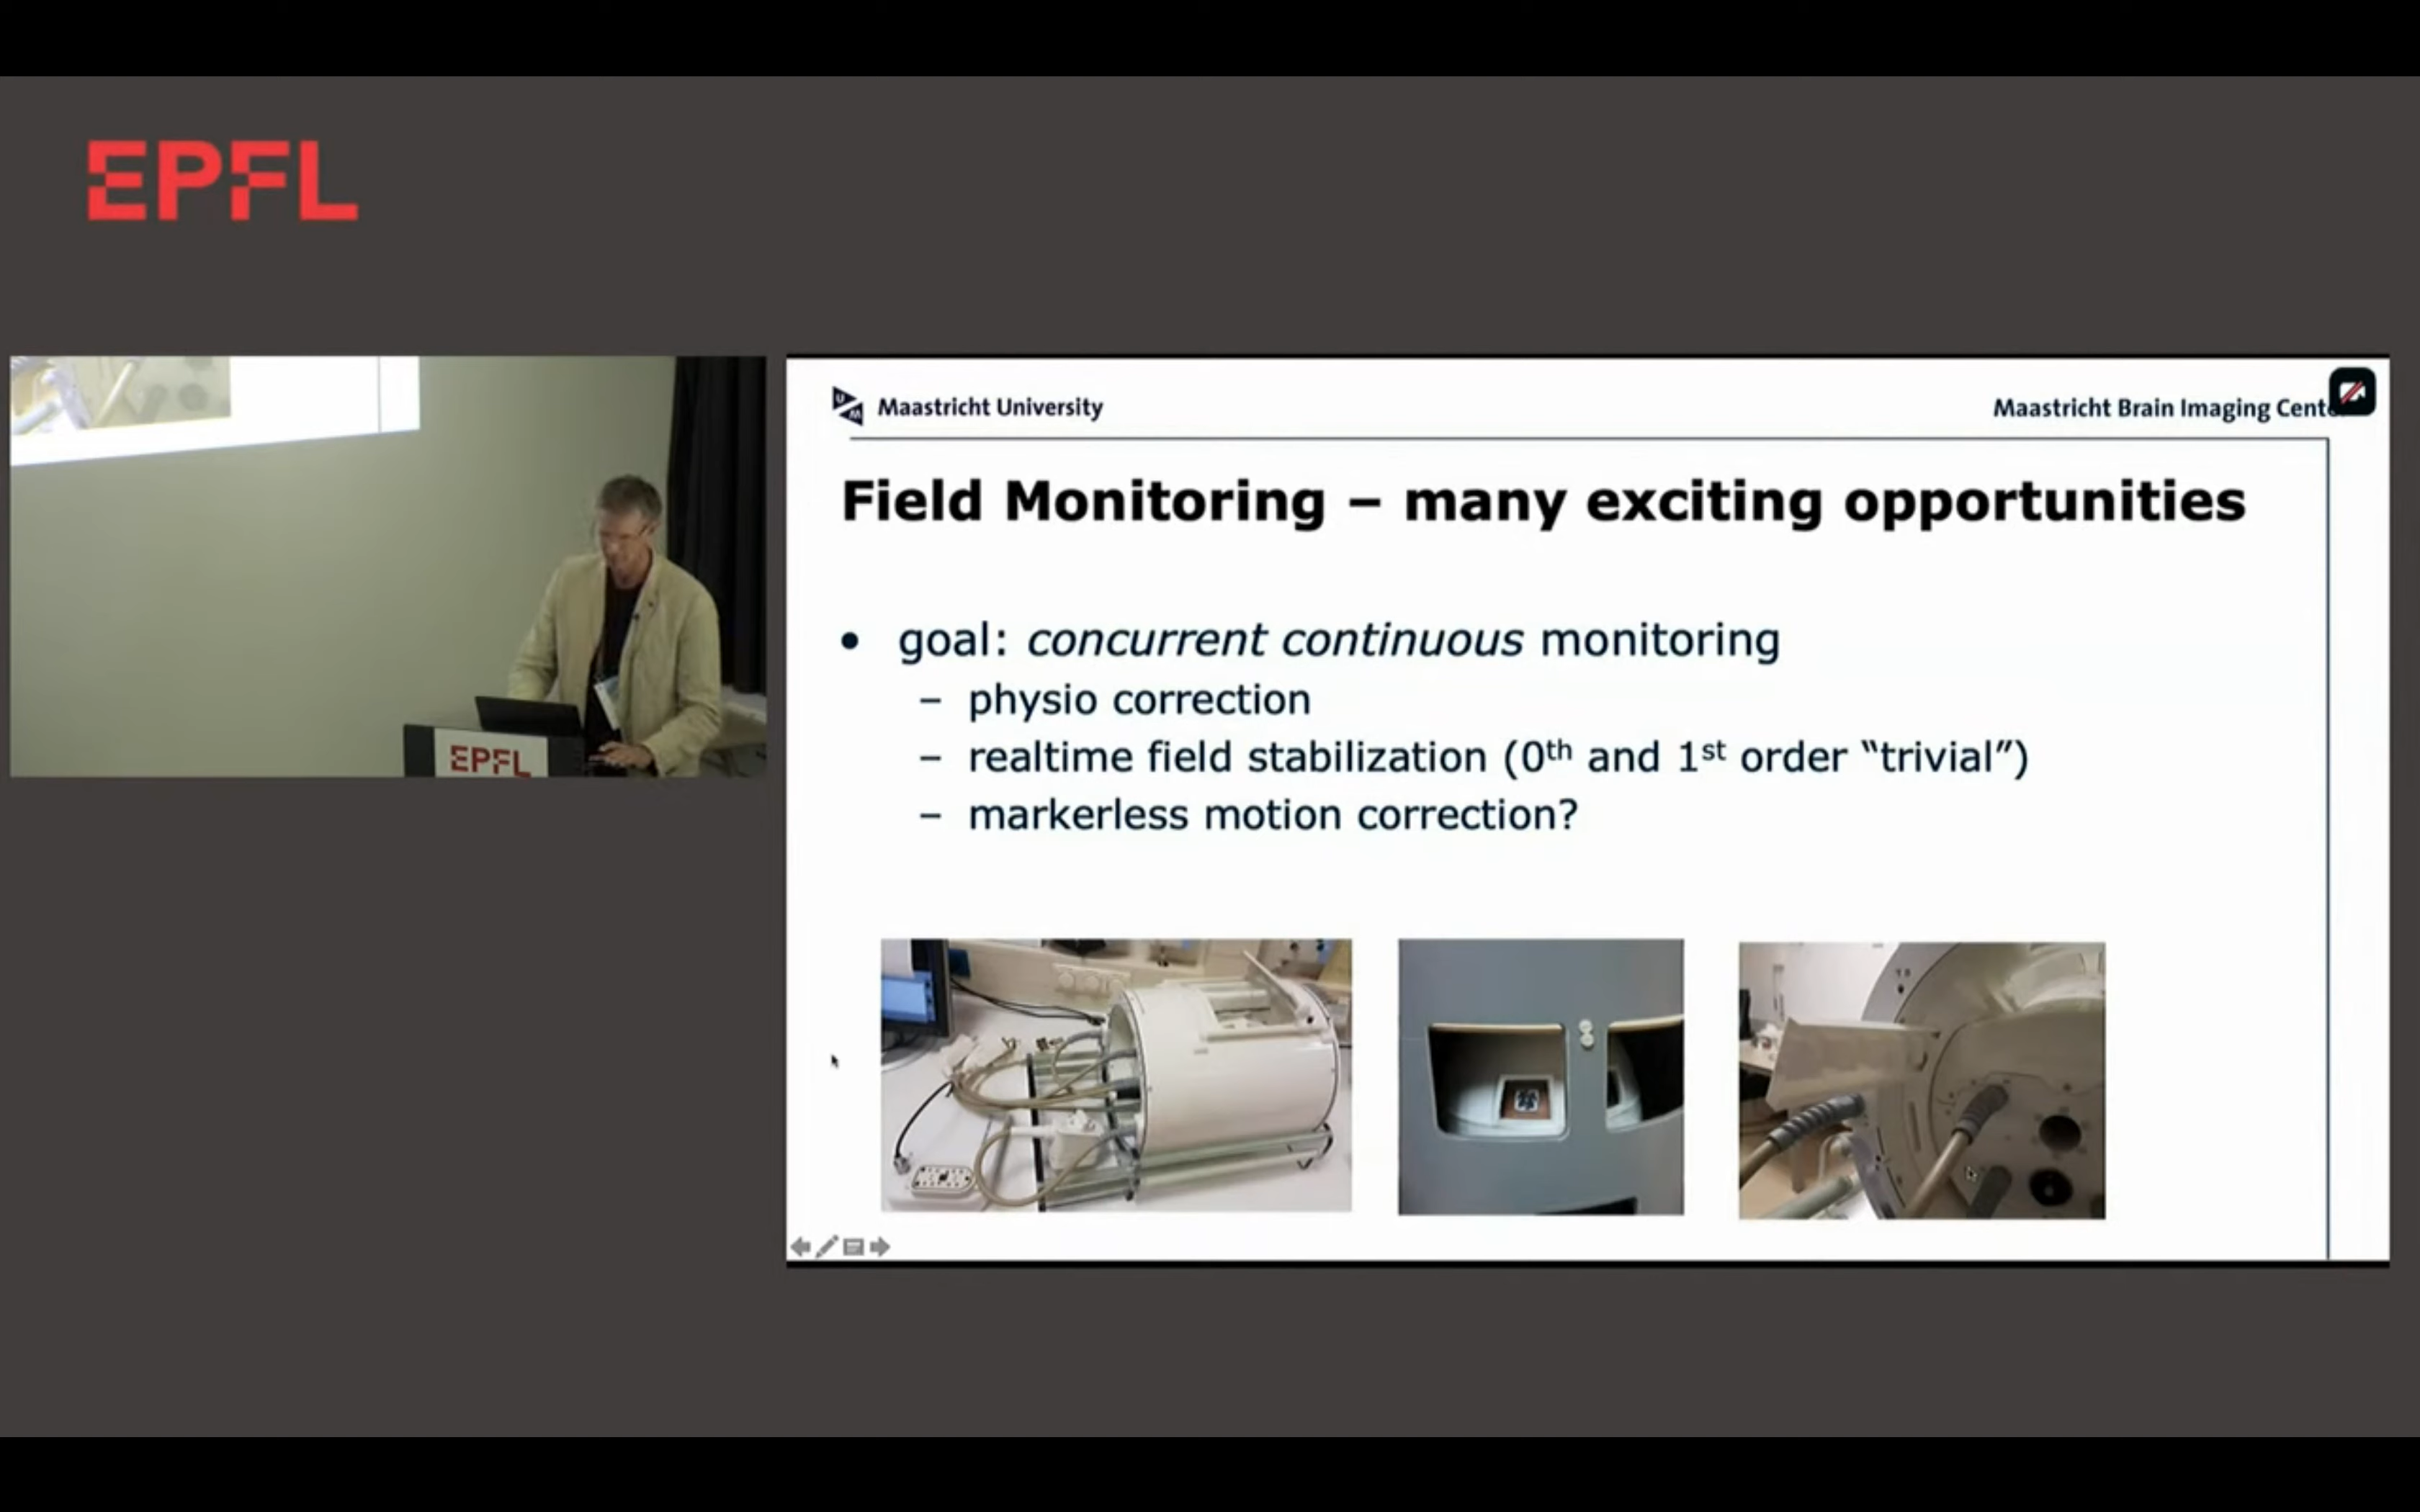 EPFL
EPFL
Maastricht University
Maastricht Brain Imaging Cent
Field Monitoring – many exciting opportunities
• goal: concurrent continuous monitoring
– physio correction
– realtime field stabilization (0th and 1st order “trivial”)
– markerless motion correction?